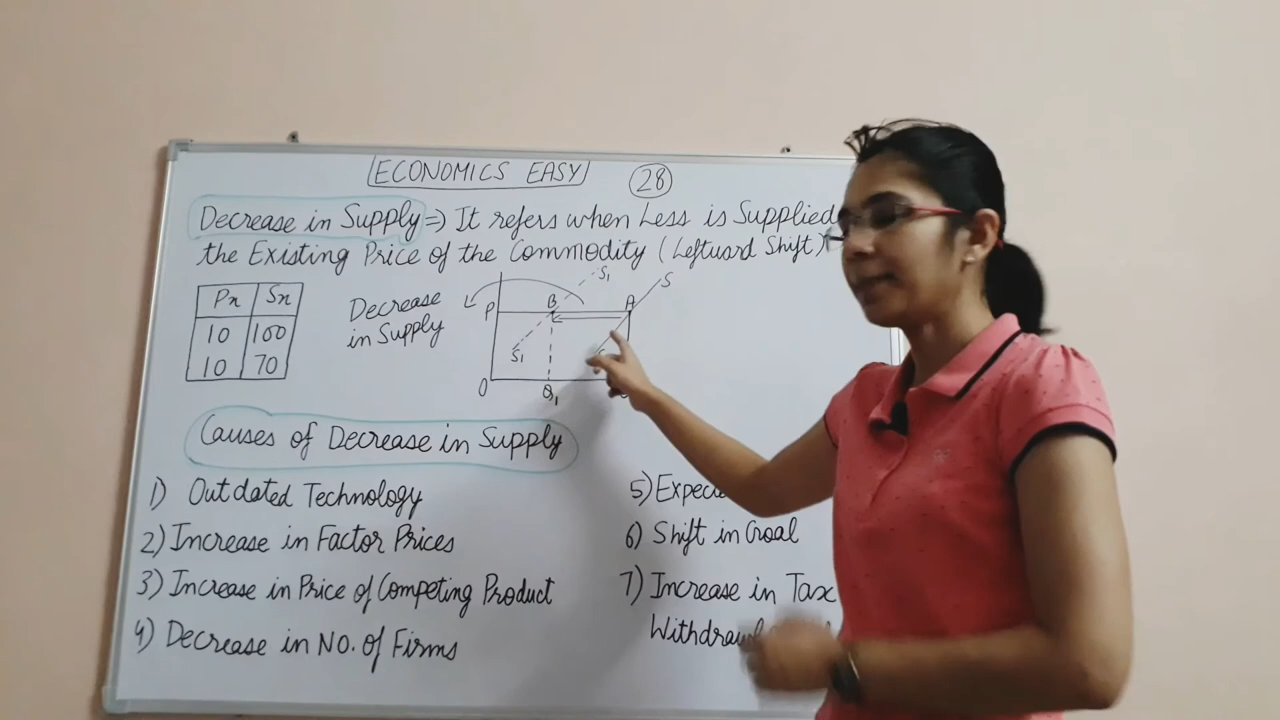 ECONOMICS EASY
28
Decrease in Supply => It refers when Less is Supplied
the Existing Price of the Commodity (Leftward Shift)
Px Sx
10 100
10 70
Decrease
in Supply
S1
S
P B A
S1 S
O Q1
Causes of Decrease in Supply
1) Outdated Technology
2) Increase in Factor Prices
3) Increase in Price of Competing Product
4) Decrease in No. of Firms
5)
6) Shift in Goal
7) Increase in Tax